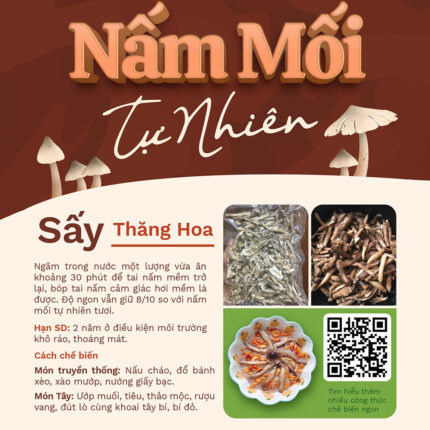 Nấm Mối
Tự Nhiên
Sấy Thăng Hoa
Ngâm trong nước một lượng vừa ăn
khoảng 30 phút để tai nấm mềm trở
lại, bóp tai nấm cảm giác hơi mềm là
được. Độ ngon vẫn giữ 8/10 so với nấm
mối tự nhiên tươi.
Hạn SD: 2 năm ở điều kiện môi trường
khô ráo, thoáng mát.
Cách chế biến
Món truyền thống: Nấu cháo, đổ bánh
xèo, xào mướp, nướng giấy bạc.
Món Tây: Ướp muối, tiêu, thảo mộc, rượu
vang, đút lò cùng khoai tây bi, bí đỏ.
Tìm hiểu thêm
nhiều công thức
chế biến ngon